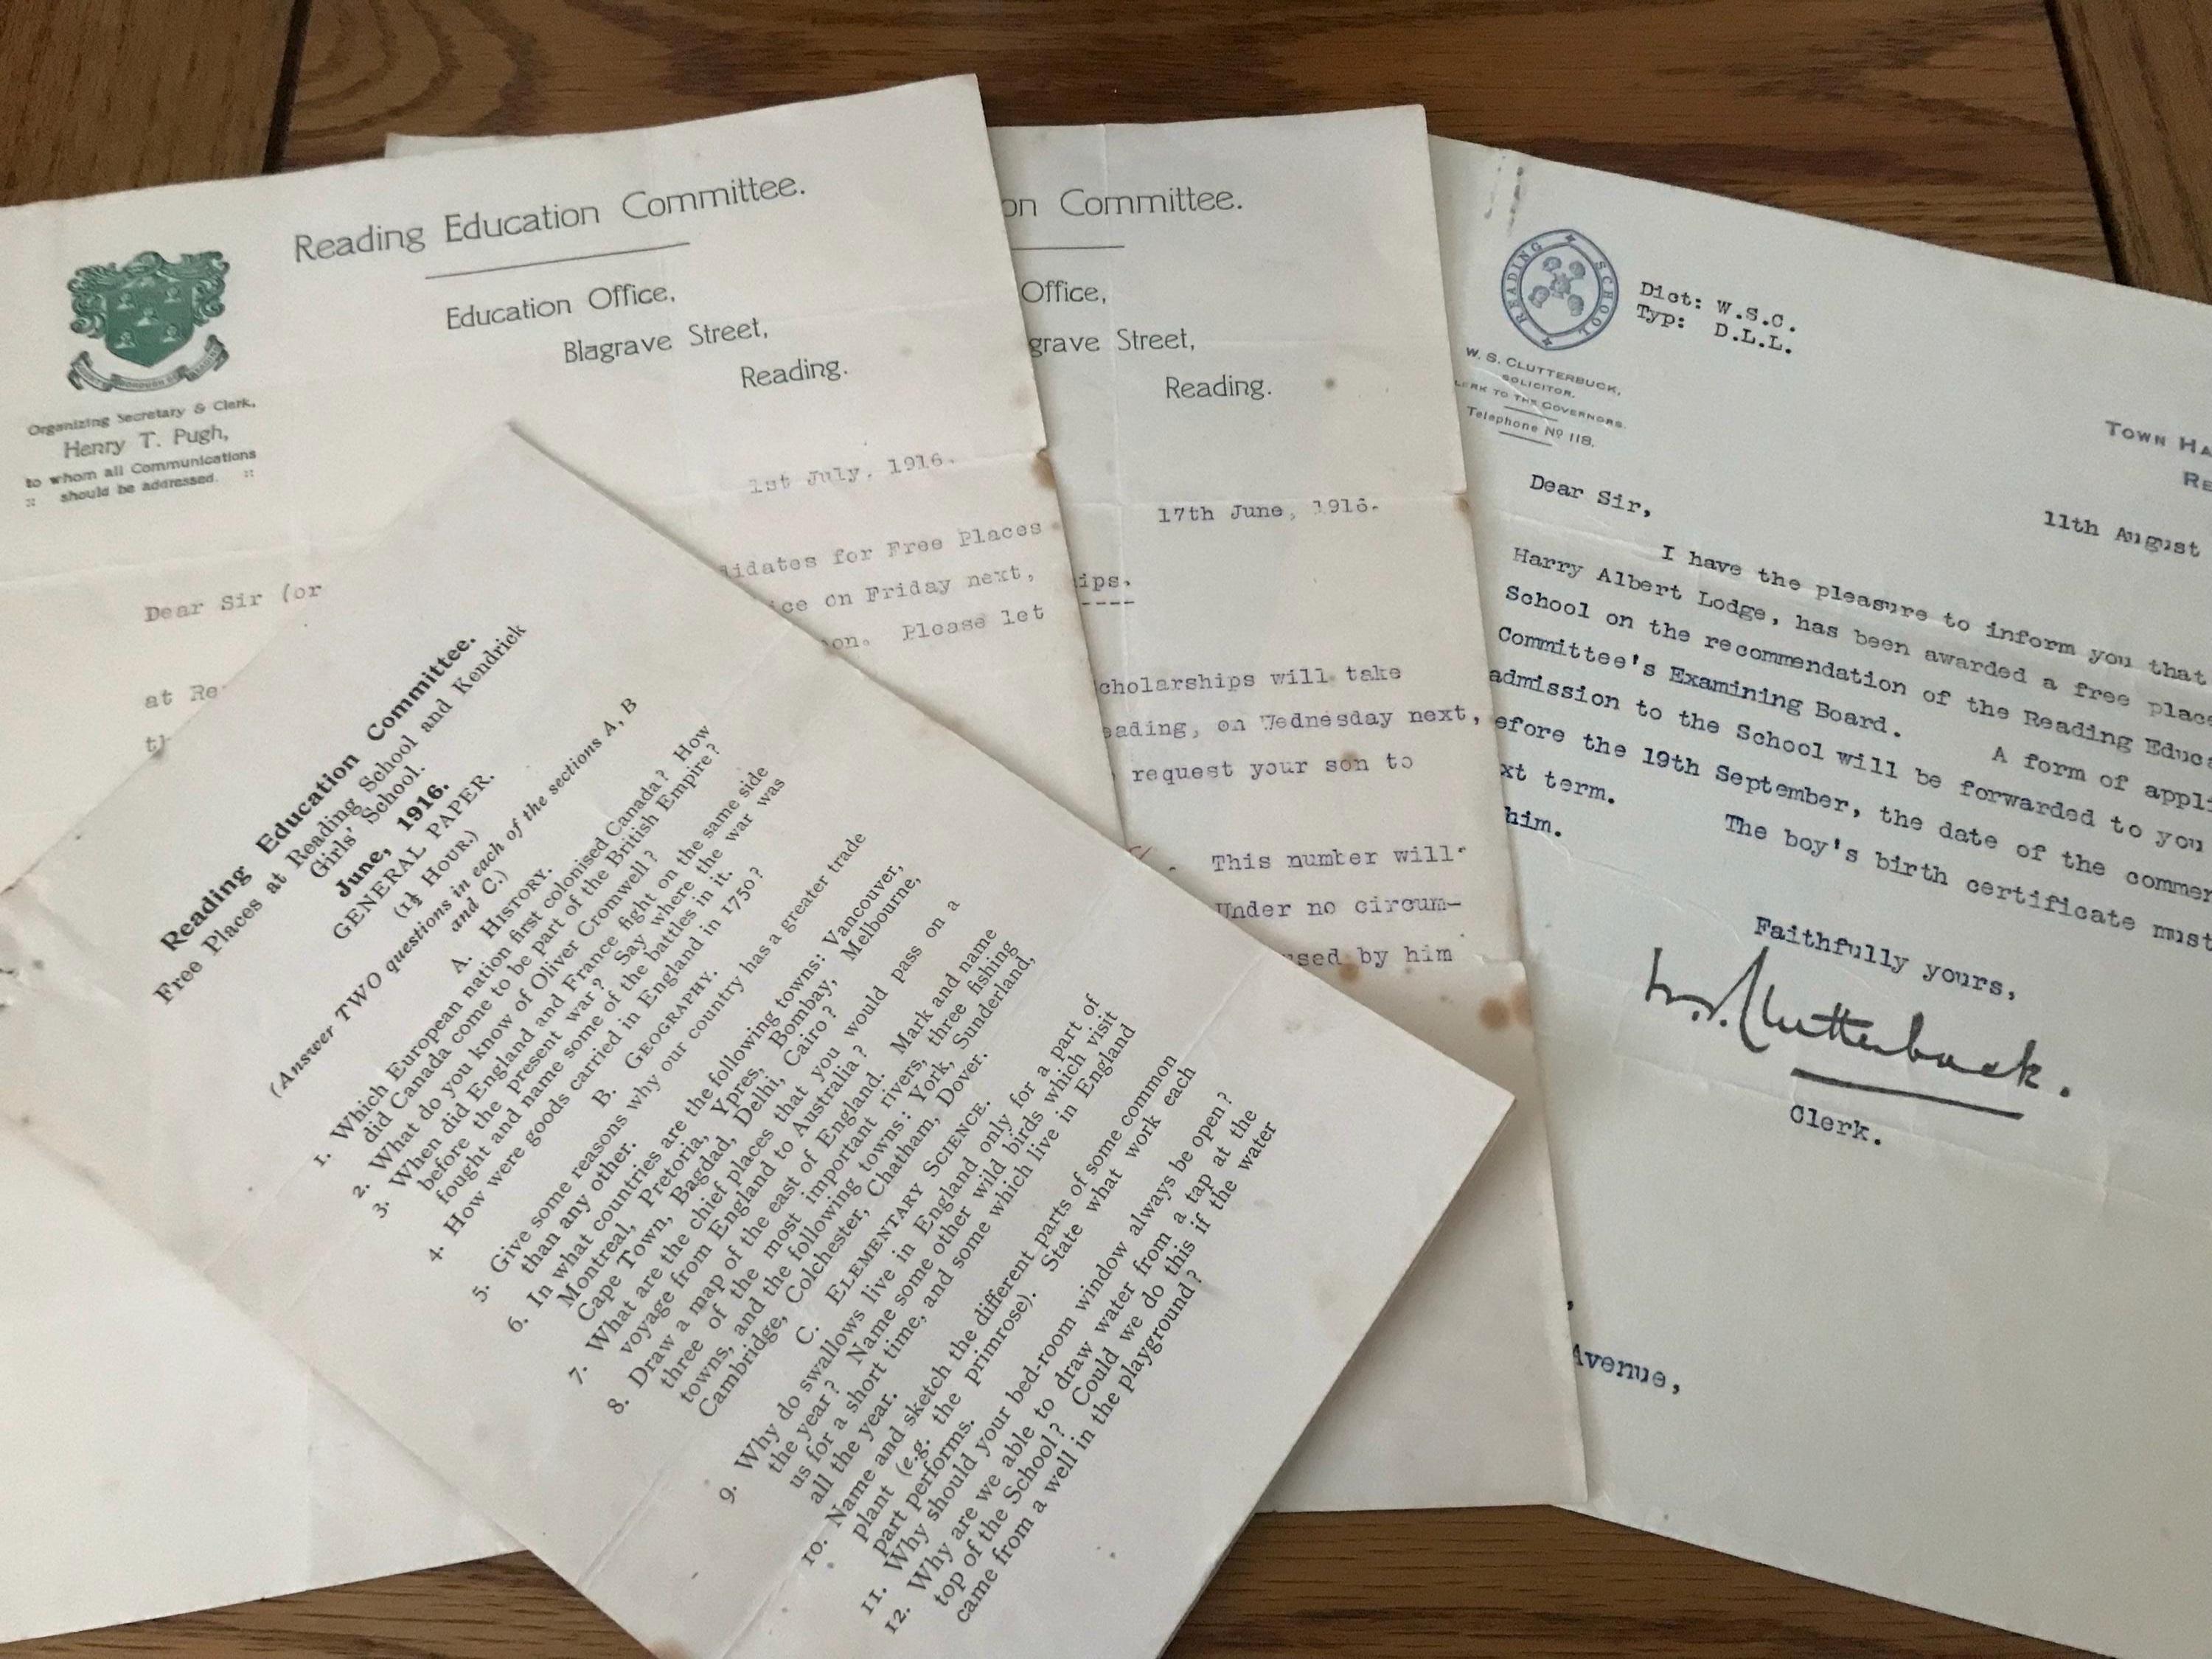 Reading Education Committee.
Education Office,
Blagrave Street,
Reading.
Organizing Secretary & Clerk,
Henry T. Pugh,
to whom all Communications
:: should be addressed. ::
1st July, 1916.
Dear Sir (or
didates for Free Places
at Re
ice on Friday next,
th
on. Please let
on Committee.
Office,
grave Street,
Reading.
17th June, 1916.
ips.
cholarships will take
eading, on Wednesday next,
request your son to
. This number will
Under no circum-
used by him
READING SCHOOL
Dict: W.S.C.
Typ: D.L.L.
W. S. CLUTTERBUCK,
SOLICITOR.
LERK TO THE GOVERNORS.
Telephone No 118.
TOWN HA
RE
11th August
Dear Sir,
I have the pleasure to inform you that
Harry Albert Lodge, has been awarded a free place
School on the recommendation of the Reading Educa
Committee's Examining Board. A form of appli
admission to the School will be forwarded to you
efore the 19th September, the date of the commen
xt term. The boy's birth certificate must
him.
Faithfully yours,
W.S. Clutterbuck.
Clerk.
,
Avenue,
Reading Education Committee.
Free Places at Reading School and Kendrick
Girls' School.
June, 1916.
GENERAL PAPER.
(1½ HOUR.)
(Answer TWO questions in each of the sections A, B
and C.)
A. HISTORY.
1. Which European nation first colonised Canada? How
did Canada come to be part of the British Empire?
2. What do you know of Oliver Cromwell?
3. When did England and France fight on the same side
before the present war? Say where the war was
fought and name some of the battles in it.
4. How were goods carried in England in 1750?
B. GEOGRAPHY.
5. Give some reasons why our country has a greater trade
than any other.
6. In what countries are the following towns: Vancouver,
Montreal, Pretoria, Ypres, Bombay, Melbourne,
Cape Town, Bagdad, Delhi, Cairo?
7. What are the chief places that you would pass on a
voyage from England to Australia?
8. Draw a map of the east of England. Mark and name
three of the most important rivers, three fishing
towns, and the following towns: York, Sunderland,
Cambridge, Colchester, Chatham, Dover.
C. ELEMENTARY SCIENCE.
9. Why do swallows live in England only for a part of
the year? Name some other wild birds which visit
us for a short time, and some which live in England
all the year.
10. Name and sketch the different parts of some common
plant (e.g. the primrose). State what work each
part performs.
11. Why should your bed-room window always be open?
12. Why are we able to draw water from a tap at the
top of the School? Could we do this if the water
came from a well in the playground?